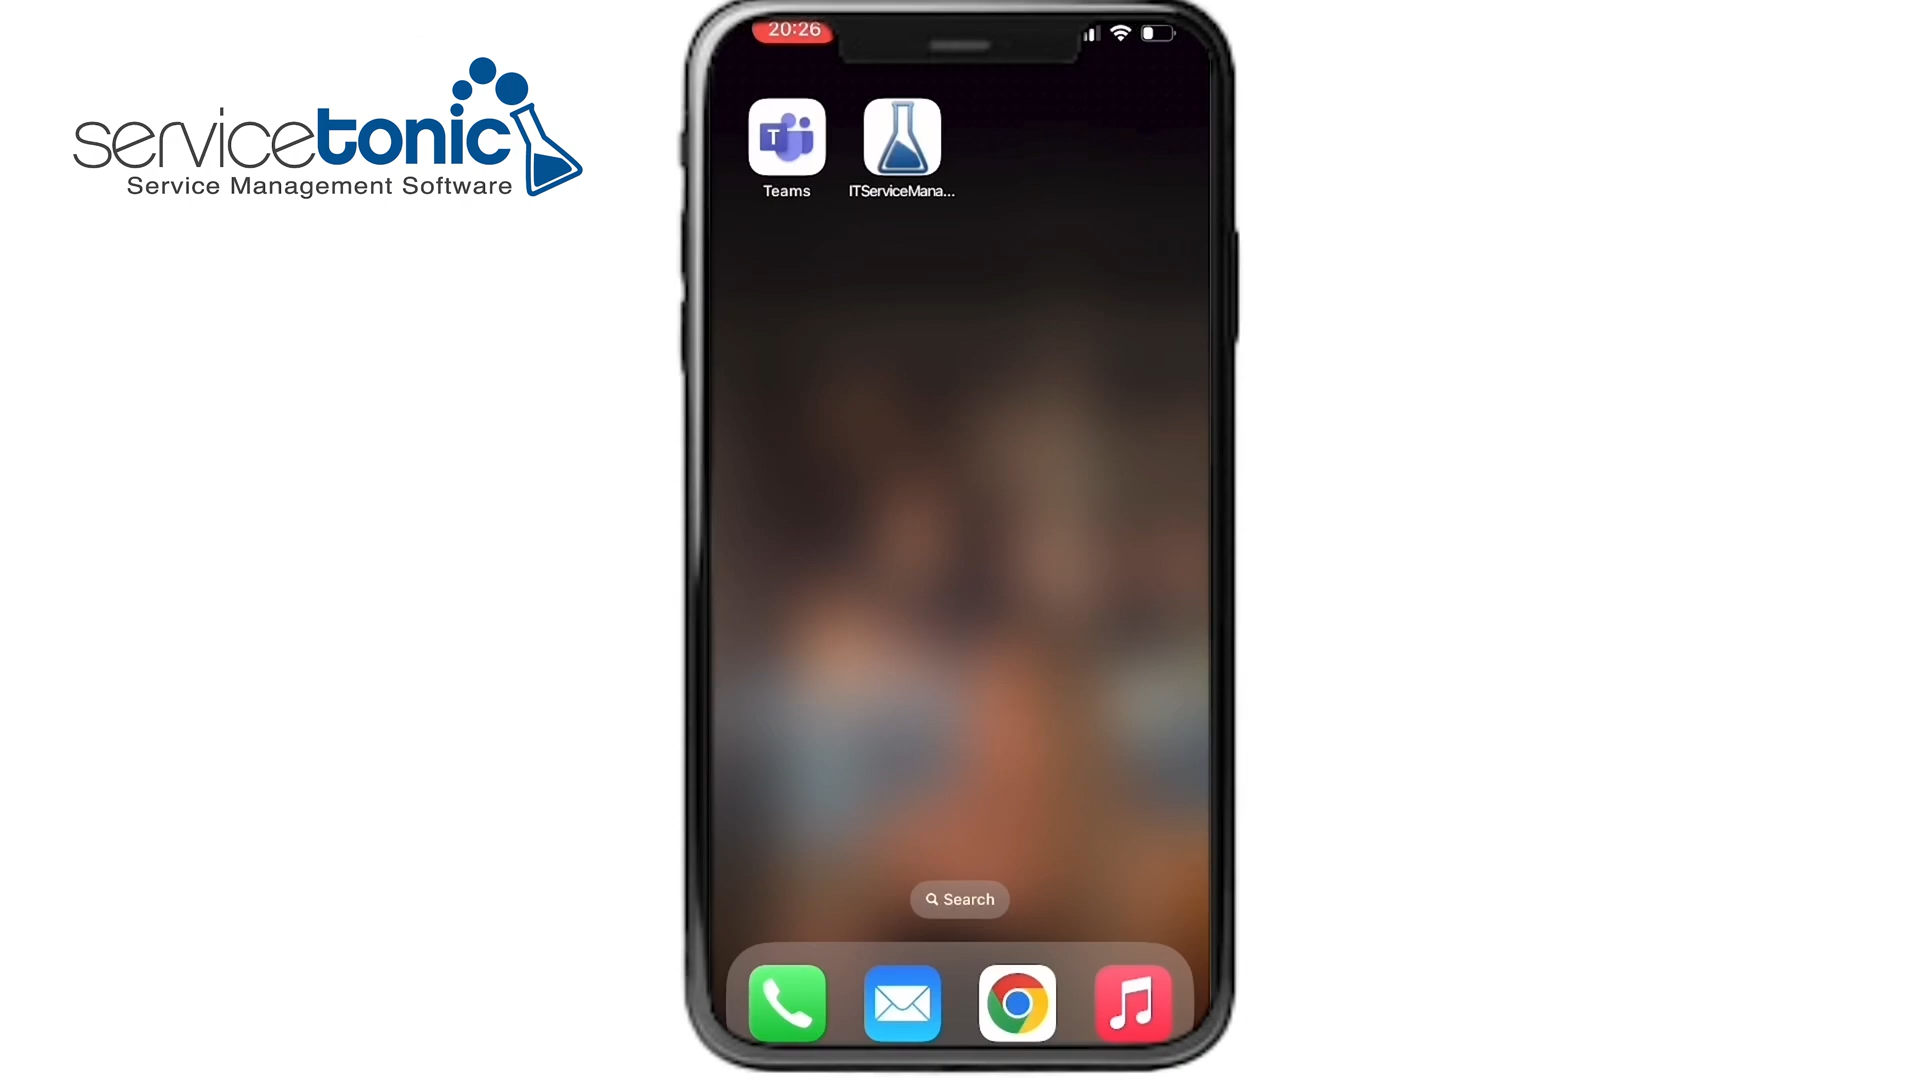 servicetonic
Service Management Software
20:26
T
Teams
ITServiceMana...
Search